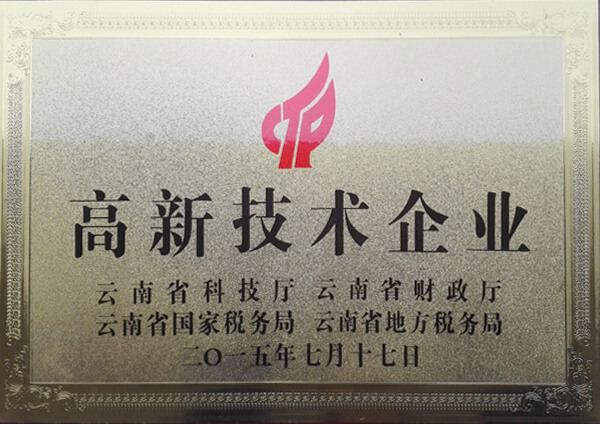 高新技术企业
云南省科技厅 云南省财政厅
云南省国家税务局 云南省地方税务局
二〇一五年七月十七日